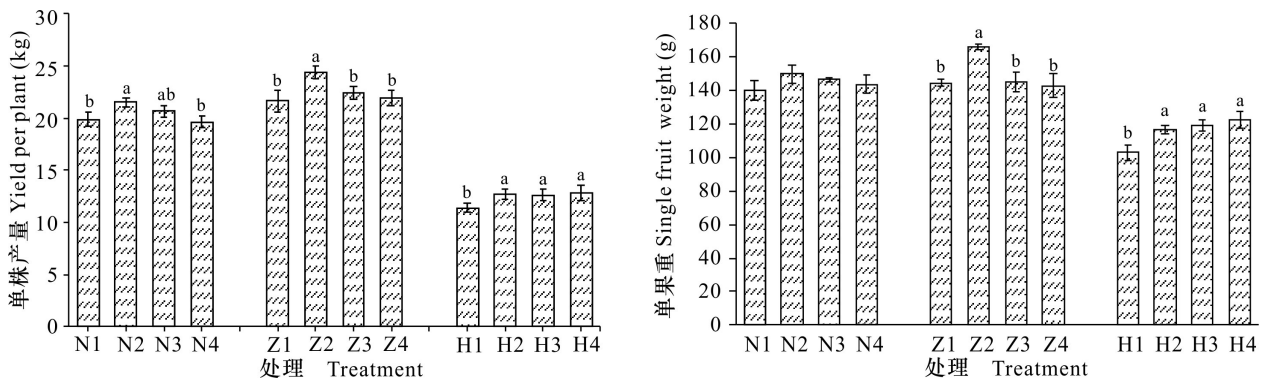 单株产量 Yield per plant (kg)
30
25
20
15
10
5
0
b a ab b
b a b b
b a a a
N1 N2 N3 N4 Z1 Z2 Z3 Z4 H1 H2 H3 H4
处理 Treatment
单果重 Single fruit weight (g)
180
160
140
120
100
80
60
40
20
0
b a b b
b a a a
N1 N2 N3 N4 Z1 Z2 Z3 Z4 H1 H2 H3 H4
处理 Treatment